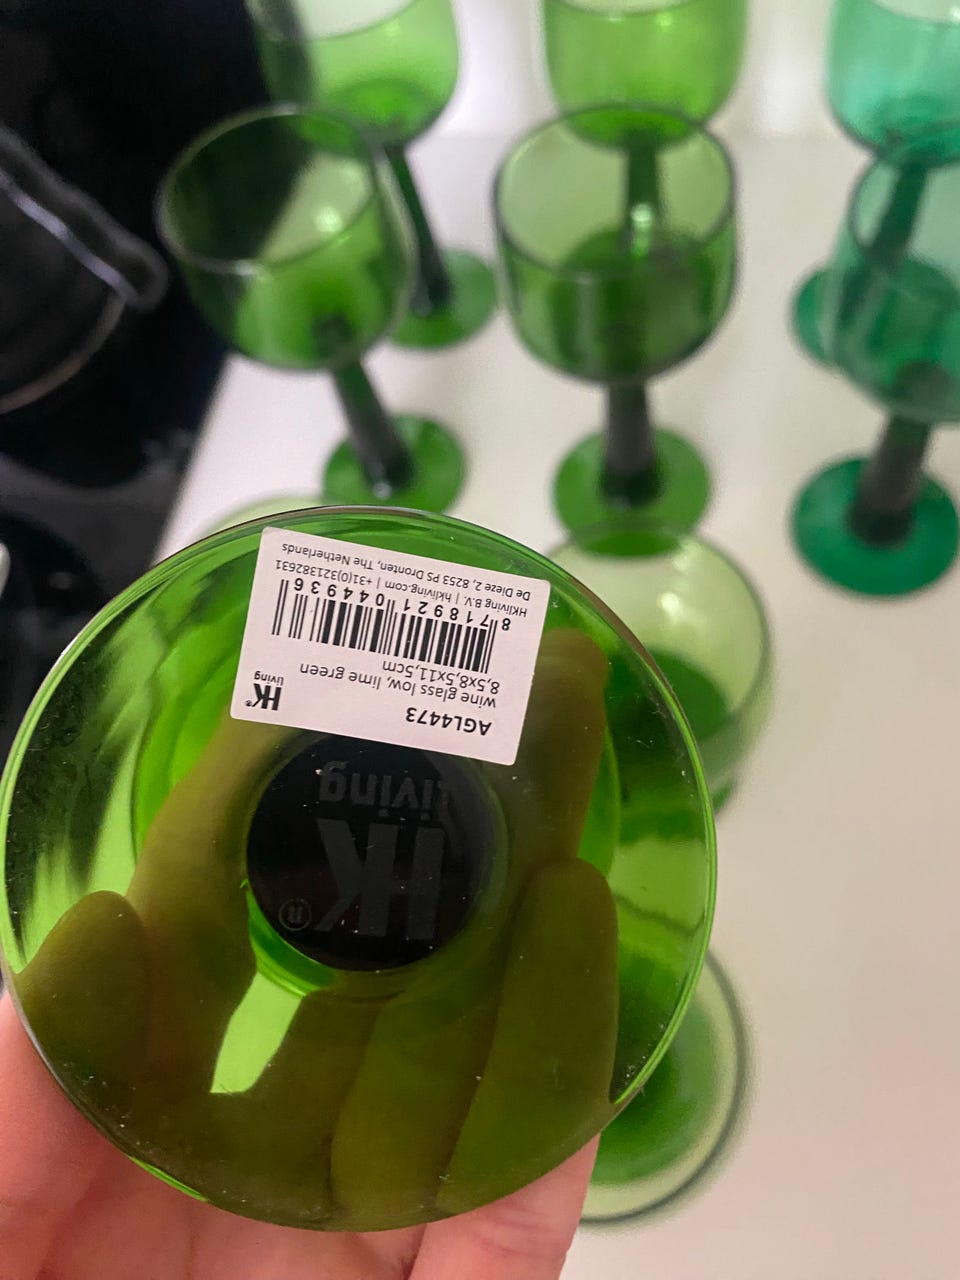 AGL4473
wine glass low, lime green
8,5x8,5x11,5cm
HK®
living
8 718921 044936
HKliving B.V. | hkliving.com | +31(0)321382631
De Dieze 2, 8253 PS Dronten, The Netherlands
living
HK®